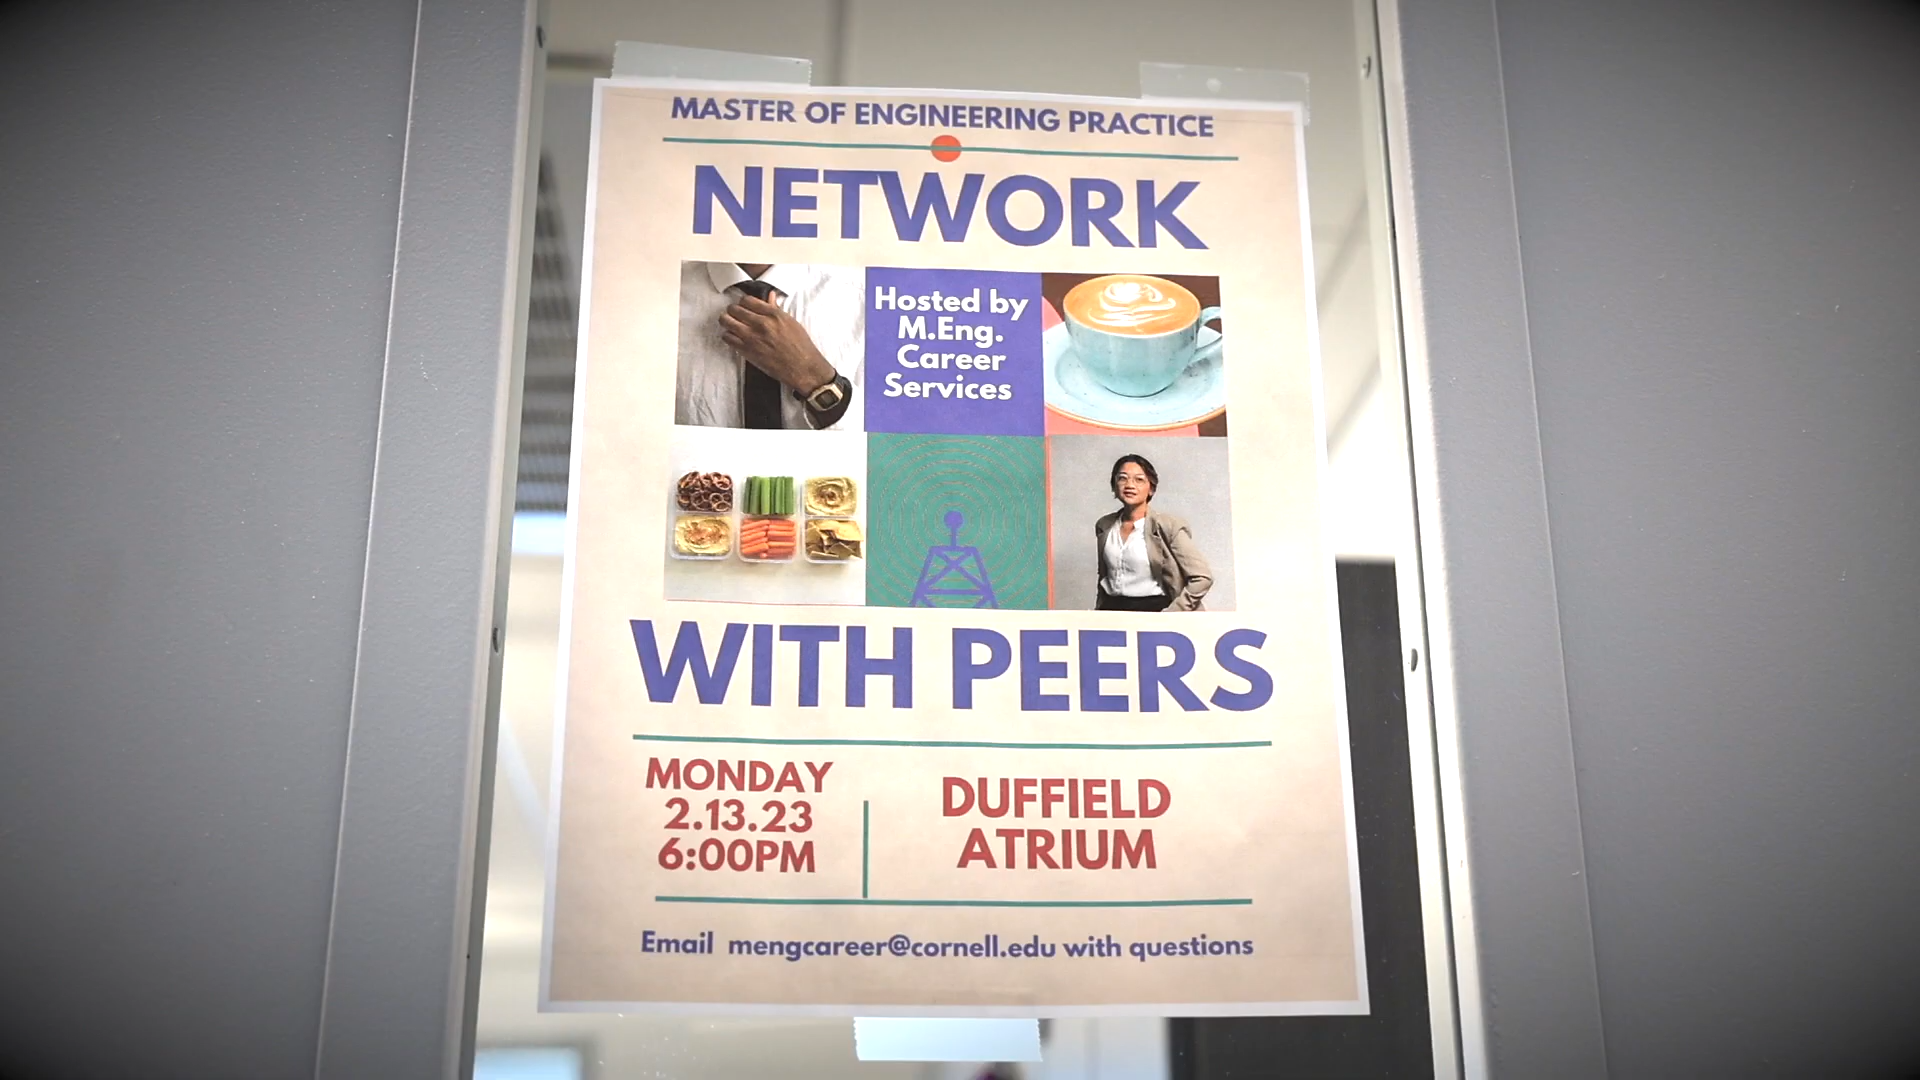 MASTER OF ENGINEERING PRACTICE
NETWORK
Hosted by
M.Eng.
Career
Services
WITH PEERS
MONDAY
2.13.23
6:00PM
DUFFIELD
ATRIUM
Email mengcareer@cornell.edu with questions